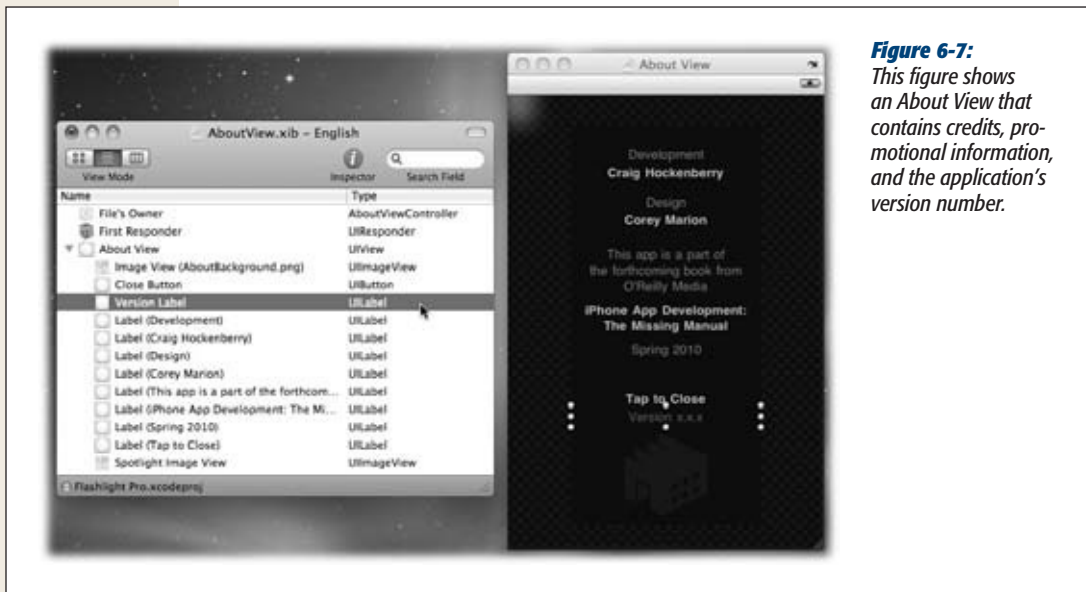 AboutView.xib – English
View Mode
Inspector
Search Field
Name Type
File's Owner AboutViewController
First Responder UIResponder
About View UIView
Image View (AboutBackground.png) UIImageView
Close Button UIButton
Version Label UILabel
Label (Development) UILabel
Label (Craig Hockenberry) UILabel
Label (Design) UILabel
Label (Corey Marion) UILabel
Label (This app is a part of the forthcom... UILabel
Label (iPhone App Development: The Mi... UILabel
Label (Spring 2010) UILabel
Label (Tap to Close) UILabel
Spotlight Image View UIImageView
Flashlight Pro.xcodeproj
About View
Development
Craig Hockenberry
Design
Corey Marion
This app is a part of
the forthcoming book from
O'Reilly Media
iPhone App Development:
The Missing Manual
Spring 2010
Tap to Close
Version x.x.x
Figure 6-7:
This figure shows
an About View that
contains credits, pro-
motional information,
and the application's
version number.